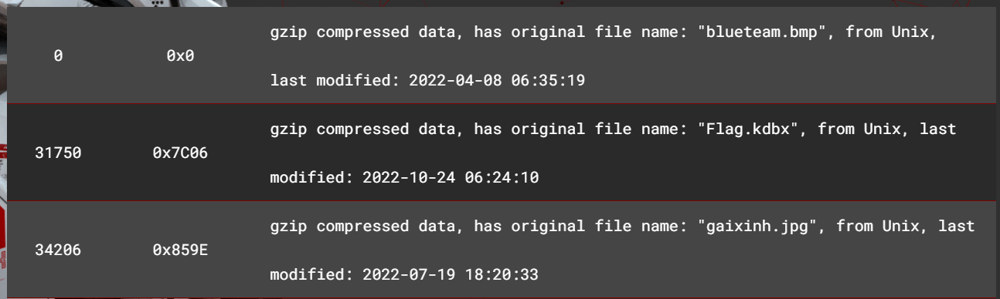 gzip compressed data, has original file name: "blueteam.bmp", from Unix,
0 0x0
last modified: 2022-04-08 06:35:19
gzip compressed data, has original file name: "Flag.kdbx", from Unix, last
31750 0x7C06
modified: 2022-10-24 06:24:10
gzip compressed data, has original file name: "gaixinh.jpg", from Unix, last
34206 0x859E
modified: 2022-07-19 18:20:33